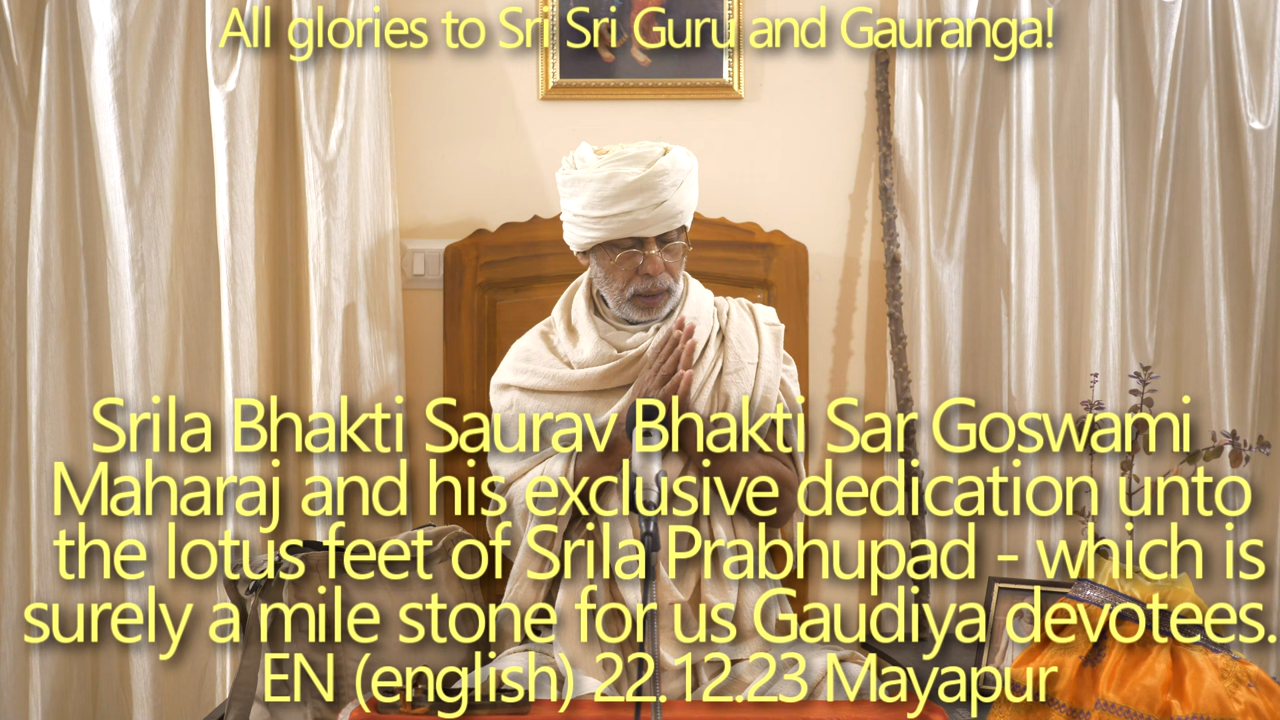 All glories to Sri Sri Guru and Gauranga!
Srila Bhakti Saurav Bhakti Sar Goswami
Maharaj and his exclusive dedication unto
the lotus feet of Srila Prabhupad - which is
surely a mile stone for us Gaudiya devotees.
EN (english) 22.12.23 Mayapur